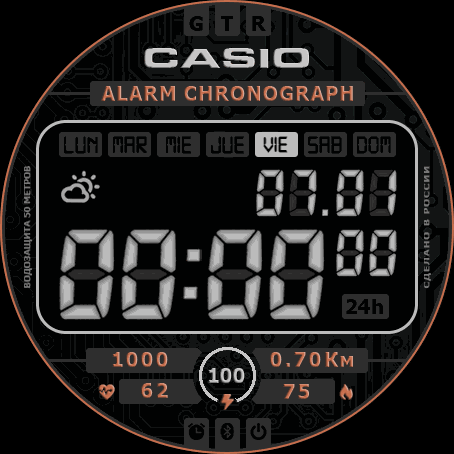 GTR
CASIO
ALARM CHRONOGRAPH
LUN MAR MIE JUE VIE SAB DOM
07.01
ВОДОЗАЩИТА 50 МЕТРОВ
СДЕЛАНО В РОССИИ
00:00 00
24h
1000 100 0.70Км
62 75